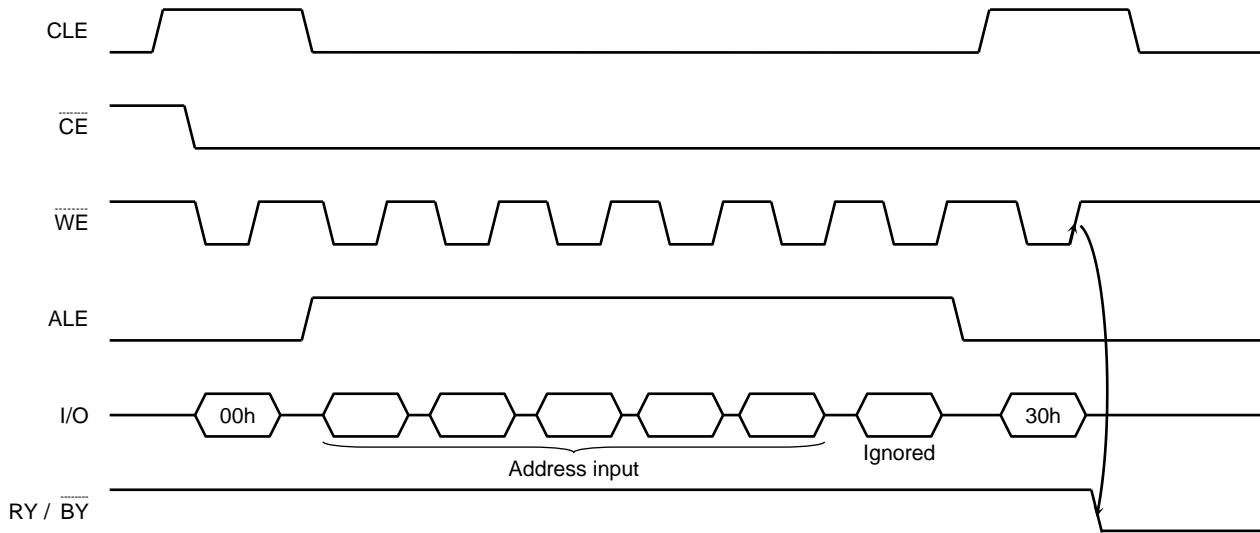 CLE
CE
WE
ALE
I/O 00h 30h
Ignored
Address input
RY / BY